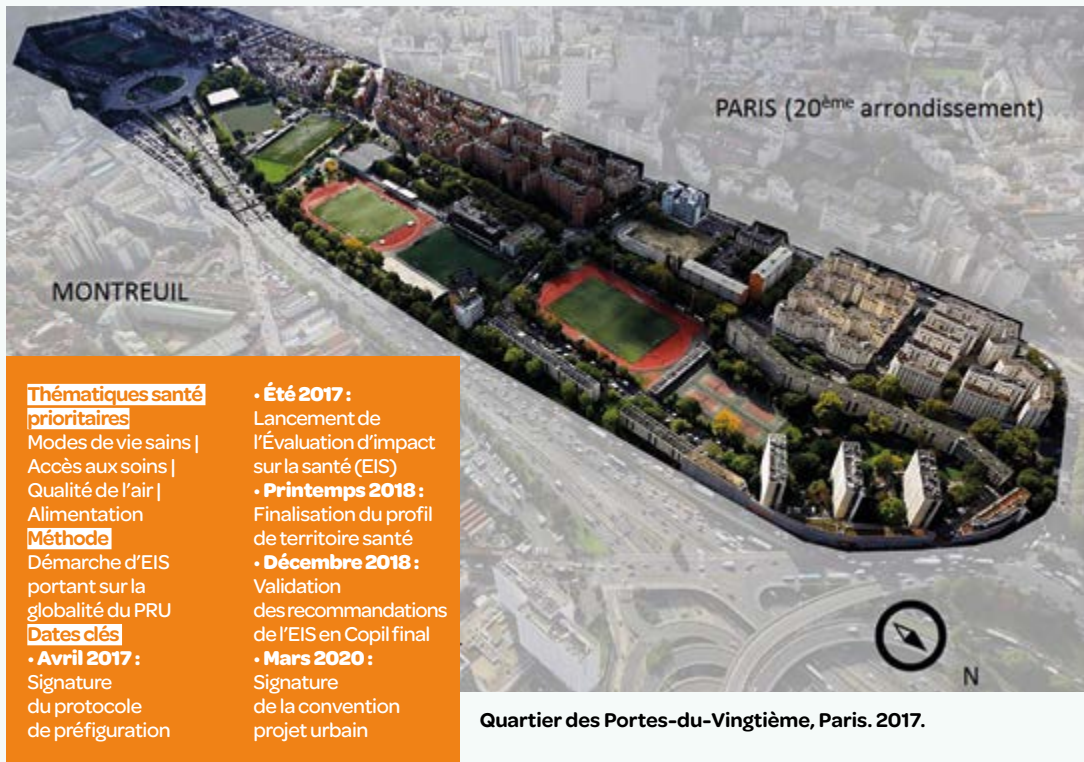 PARIS (20ème arrondissement)
MONTREUIL
Thématiques santé
prioritaires
Modes de vie sains |
Accès aux soins |
Qualité de l’air |
Alimentation
Méthode
Démarche d’EIS
portant sur la
globalité du PRU
Dates clés
• Avril 2017 :
Signature
du protocole
de préfiguration
• Été 2017 :
Lancement de
l’Évaluation d’impact
sur la santé (EIS)
• Printemps 2018 :
Finalisation du profil
de territoire santé
• Décembre 2018 :
Validation
des recommandations
de l’EIS en Copil final
• Mars 2020 :
Signature
de la convention
projet urbain
N
Quartier des Portes-du-Vingtième, Paris. 2017.